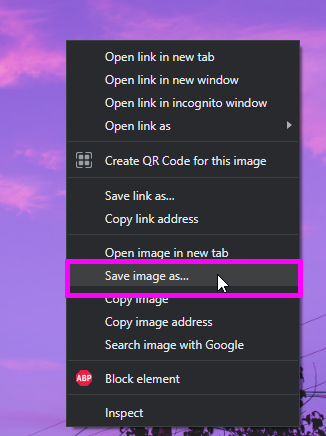 Open link in new tab
Open link in new window
Open link in incognito window
Open link as
Create QR Code for this image
Save link as...
Copy link address
Open image in new tab
Save image as...
Copy image
Copy image address
Search image with Google
ABP Block element
Inspect